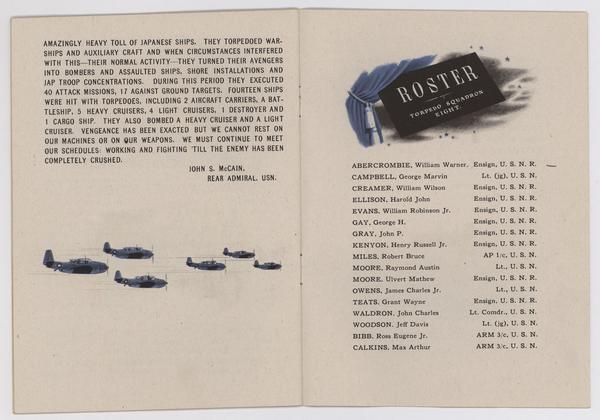 AMAZINGLY HEAVY TOLL OF JAPANESE SHIPS. THEY TORPEDOED WAR-
SHIPS AND AUXILIARY CRAFT AND WHEN CIRCUMSTANCES INTERFERED
WITH THIS—THEIR NORMAL ACTIVITY—THEY TURNED THEIR AVENGERS
INTO BOMBERS AND ASSAULTED SHIPS, SHORE INSTALLATIONS AND
JAP TROOP CONCENTRATIONS. DURING THIS PERIOD THEY EXECUTED
40 ATTACK MISSIONS, 17 AGAINST GROUND TARGETS. FOURTEEN SHIPS
WERE HIT WITH TORPEDOES, INCLUDING 2 AIRCRAFT CARRIERS, A BAT-
TLESHIP, 5 HEAVY CRUISERS, 4 LIGHT CRUISERS, 1 DESTROYER AND
1 CARGO SHIP. THEY ALSO BOMBED A HEAVY CRUISER AND A LIGHT
CRUISER. VENGEANCE HAS BEEN EXACTED BUT WE CANNOT REST ON
OUR MACHINES OR ON OUR WEAPONS. WE MUST CONTINUE TO MEET
OUR SCHEDULES: WORKING AND FIGHTING 'TILL THE ENEMY HAS BEEN
COMPLETELY CRUSHED.
JOHN S. McCAIN,
REAR ADMIRAL, USN.
ROSTER
TORPEDO SQUADRON
EIGHT.
ABERCROMBIE, William Warner. Ensign, U. S. N. R.
CAMPBELL, George Marvin Lt. (jg), U. S. N.
CREAMER, William Wilson Ensign, U. S. N. R.
ELLISON, Harold John Ensign, U. S. N. R.
EVANS, William Robinson Jr. Ensign, U. S. N. R.
GAY, George H. Ensign, U. S. N. R.
GRAY, John P. Ensign, U. S. N. R.
KENYON, Henry Russell Jr. Ensign, U. S. N. R.
MILES, Robert Bruce AP 1/c, U. S. N.
MOORE, Raymond Austin Lt., U. S. N.
MOORE, Ulvert Mathew Ensign, U. S. N. R.
OWENS, James Charles Jr. Lt., U. S. N.
TEATS, Grant Wayne Ensign, U. S. N. R.
WALDRON, John Charles Lt. Comdr., U. S. N.
WOODSON, Jeff Davis Lt. (jg), U. S. N.
BIBB, Ross Eugene Jr. ARM 3/c, U. S. N.
CALKINS, Max Arthur ARM 3/c, U. S. N.